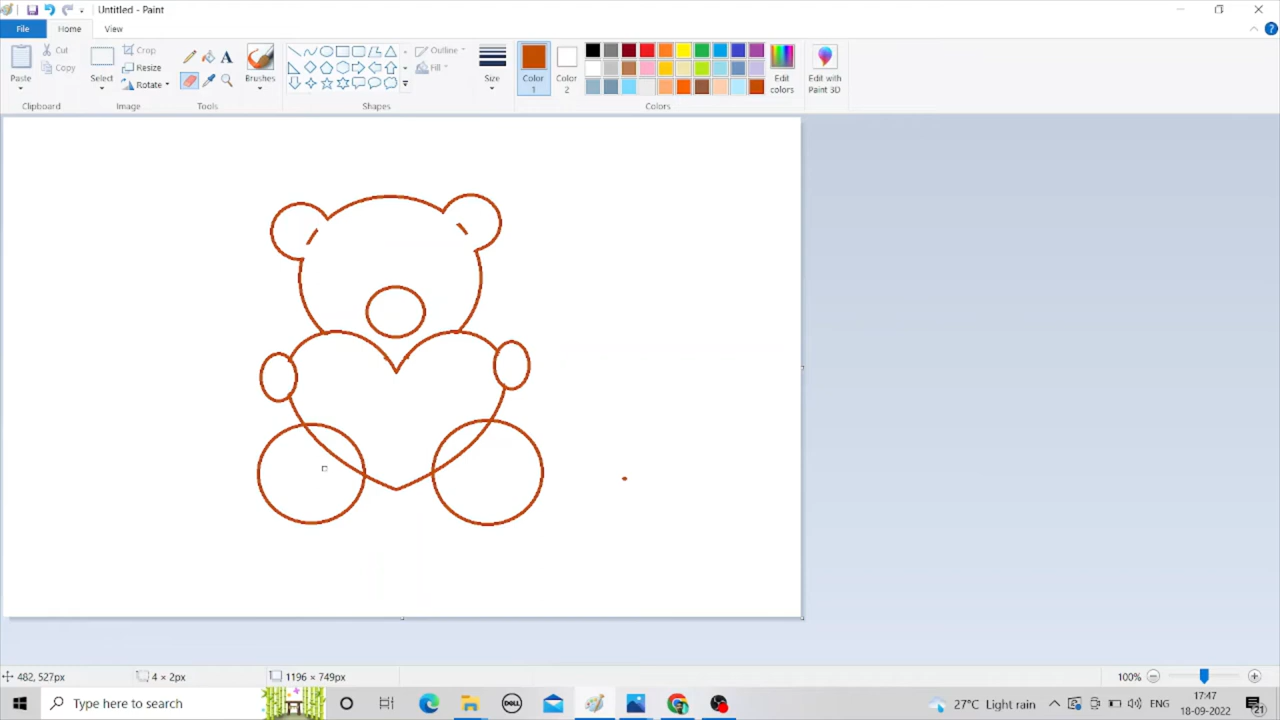 Untitled - Paint
File
Home
View
Paste
Cut
Copy
Clipboard
Select
Crop
Resize
Rotate
Image
A
Tools
Brushes
Shapes
Outline
Fill
Size
Color 1
Color 2
Colors
Edit colors
Edit with Paint 3D
482, 527px
4 × 2px
1196 × 749px
100%
Type here to search
DELL
27°C Light rain
ENG
17:47
18-09-2022
21